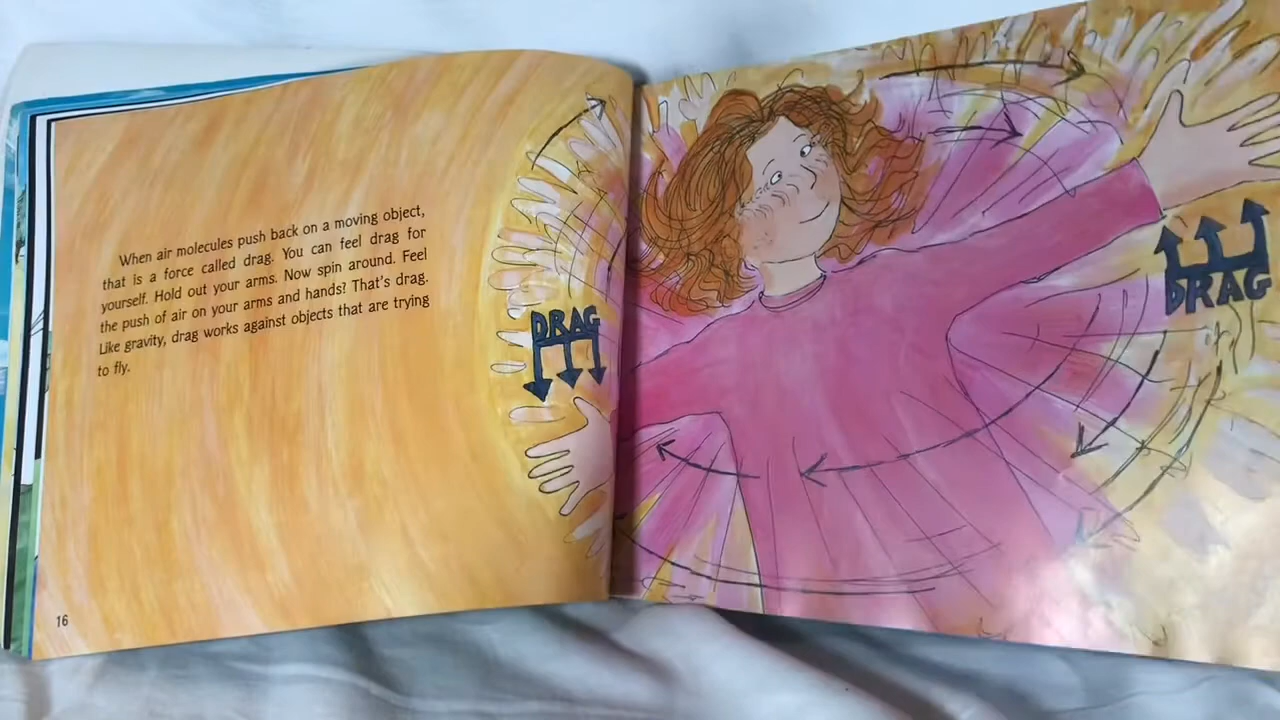 When air molecules push back on a moving object,
that is a force called drag. You can feel drag for
yourself. Hold out your arms. Now spin around. Feel
the push of air on your arms and hands? That's drag.
Like gravity, drag works against objects that are trying
to fly.
16
DRAG
DRAG